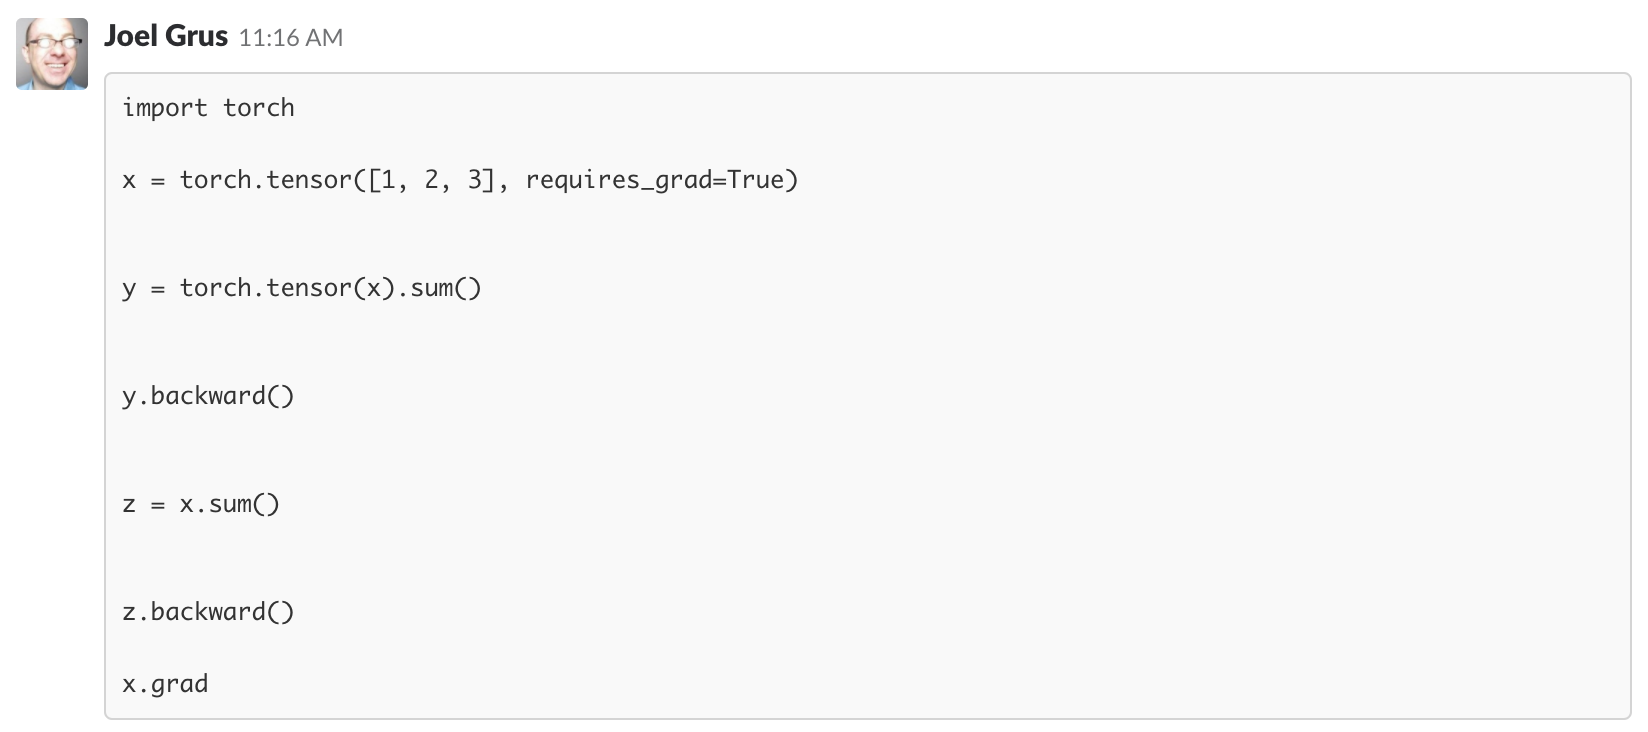 Joel Grus 11:16 AM
import torch
x = torch.tensor([1, 2, 3], requires_grad=True)
y = torch.tensor(x).sum()
y.backward()
z = x.sum()
z.backward()
x.grad